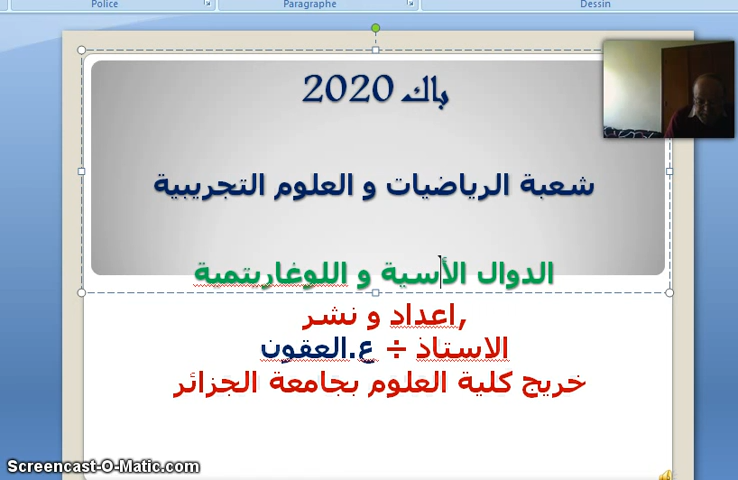 Police Paragraphe Dessin
باك 2020
شعبة الرياضيات و العلوم التجريبية
الدوال الأسية و اللوغاريتمية
,اعداد و نشر
الاستاذ ÷ ع.العقون
خريج كلية العلوم بجامعة الجزائر
Screencast-O-Matic.com